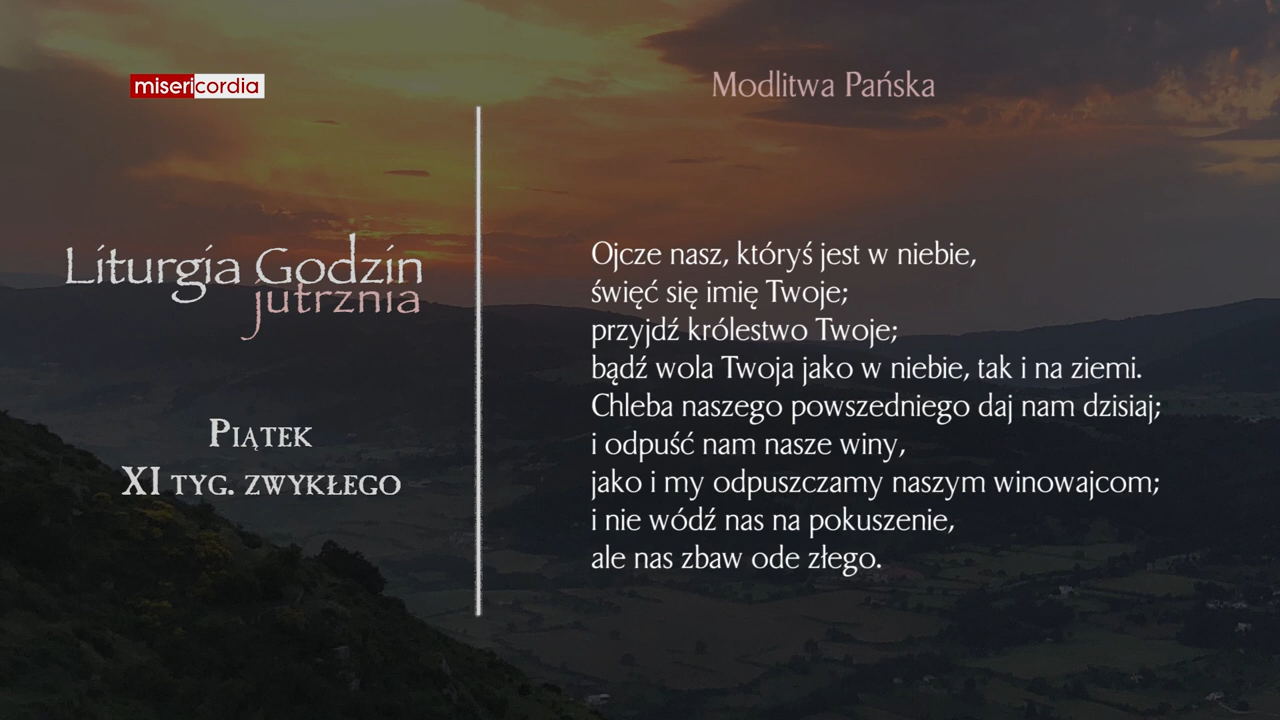 misericordia
Liturgia Godzin
jutrznia
Piątek
XI tyg. zwykłego
Modlitwa Pańska
Ojcze nasz, któryś jest w niebie,
święć się imię Twoje;
przyjdź królestwo Twoje;
bądź wola Twoja jako w niebie, tak i na ziemi.
Chleba naszego powszedniego daj nam dzisiaj;
i odpuść nam nasze winy,
jako i my odpuszczamy naszym winowajcom;
i nie wódź nas na pokuszenie,
ale nas zbaw ode złego.